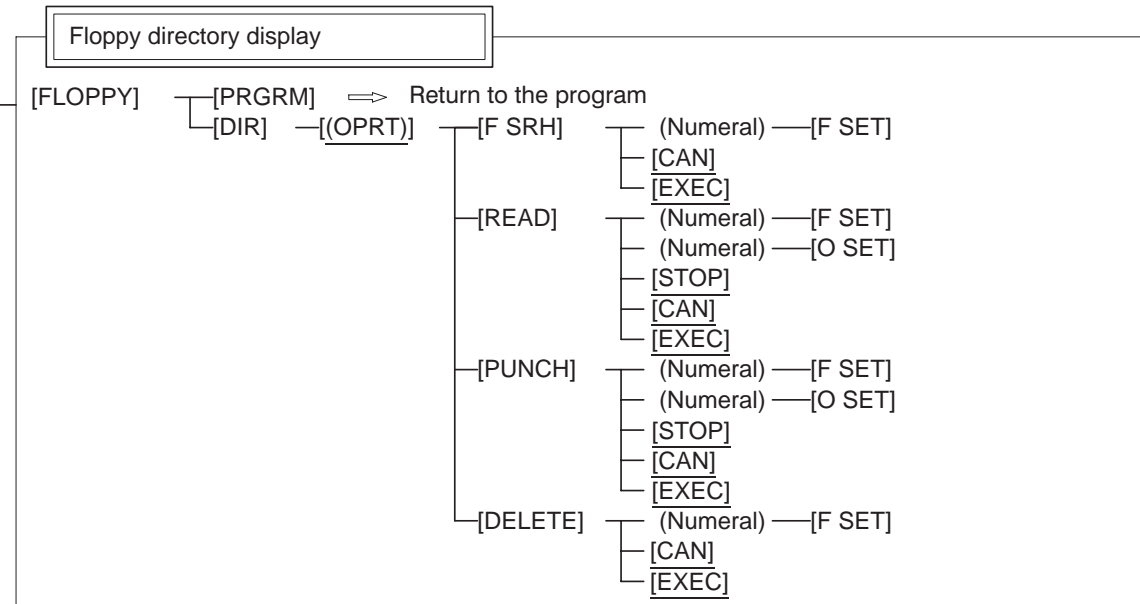 Floppy directory display
[FLOPPY] [PRGRM] Return to the program
[DIR] [(OPRT)] [F SRH] (Numeral) [F SET]
[CAN]
[EXEC]
[READ] (Numeral) [F SET]
(Numeral) [O SET]
[STOP]
[CAN]
[EXEC]
[PUNCH] (Numeral) [F SET]
(Numeral) [O SET]
[STOP]
[CAN]
[EXEC]
[DELETE] (Numeral) [F SET]
[CAN]
[EXEC]